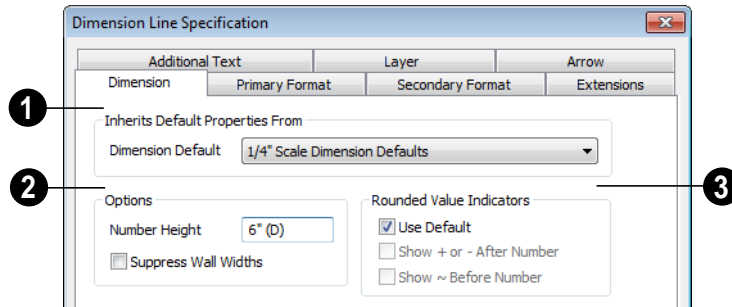 Dimension Line Specification
Additional Text Layer Arrow
Dimension Primary Format Secondary Format Extensions
1
Inherits Default Properties From
Dimension Default 1/4" Scale Dimension Defaults
2 3
Options Rounded Value Indicators
Number Height 6" (D) Use Default
Suppress Wall Widths Show + or - After Number
Show ~ Before Number